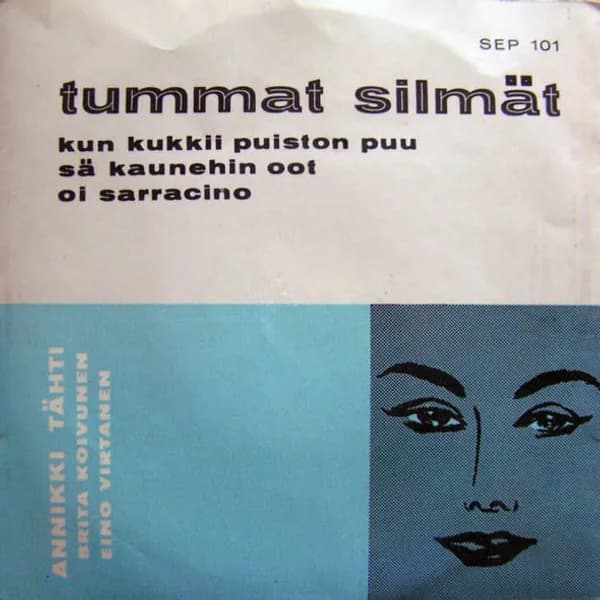 SEP 101
tummat silmät
kun kukkii puiston puu
sä kaunehin oot
oi sarracino
ANNIKKI TÄHTI
BRITA KOIVUNEN
EINO VIRTANEN